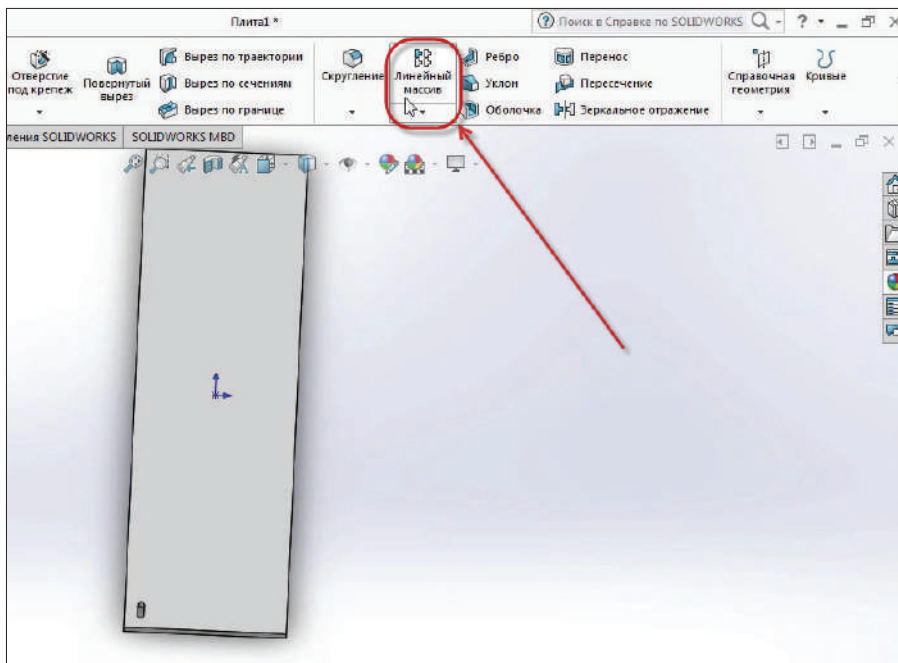 Плита1 *
Поиск в Справке по SOLIDWORKS
Отверстие под крепеж
Повернутый вырез
Вырез по траектории
Вырез по сечениям
Вырез по границе
Скругление
Линейный массив
Ребро
Уклон
Оболочка
Перенос
Пересечение
Зеркальное отражение
Справочная геометрия
Кривые
ления SOLIDWORKS
SOLIDWORKS MBD